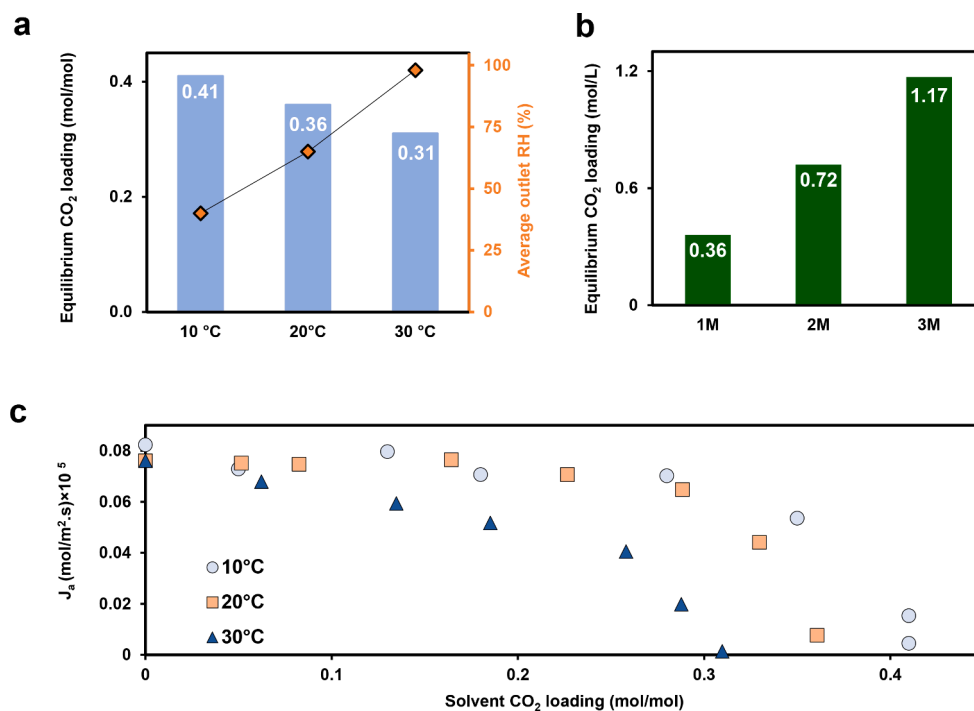 a
Equilibrium CO₂ loading (mol/mol)
0.4
0.2
0.0
0.41
0.36
0.31
10 °C
20°C
30 °C
100
75
50
25
0
Average outlet RH (%)
b
Equilibrium CO₂ loading (mol/L)
1.2
0.6
0
0.36
0.72
1.17
1M
2M
3M
c
Jₐ (mol/m².s)×10 ⁵
0.08
0.06
0.04
0.02
0
10°C
20°C
30°C
0
0.1
0.2
0.3
0.4
Solvent CO₂ loading (mol/mol)